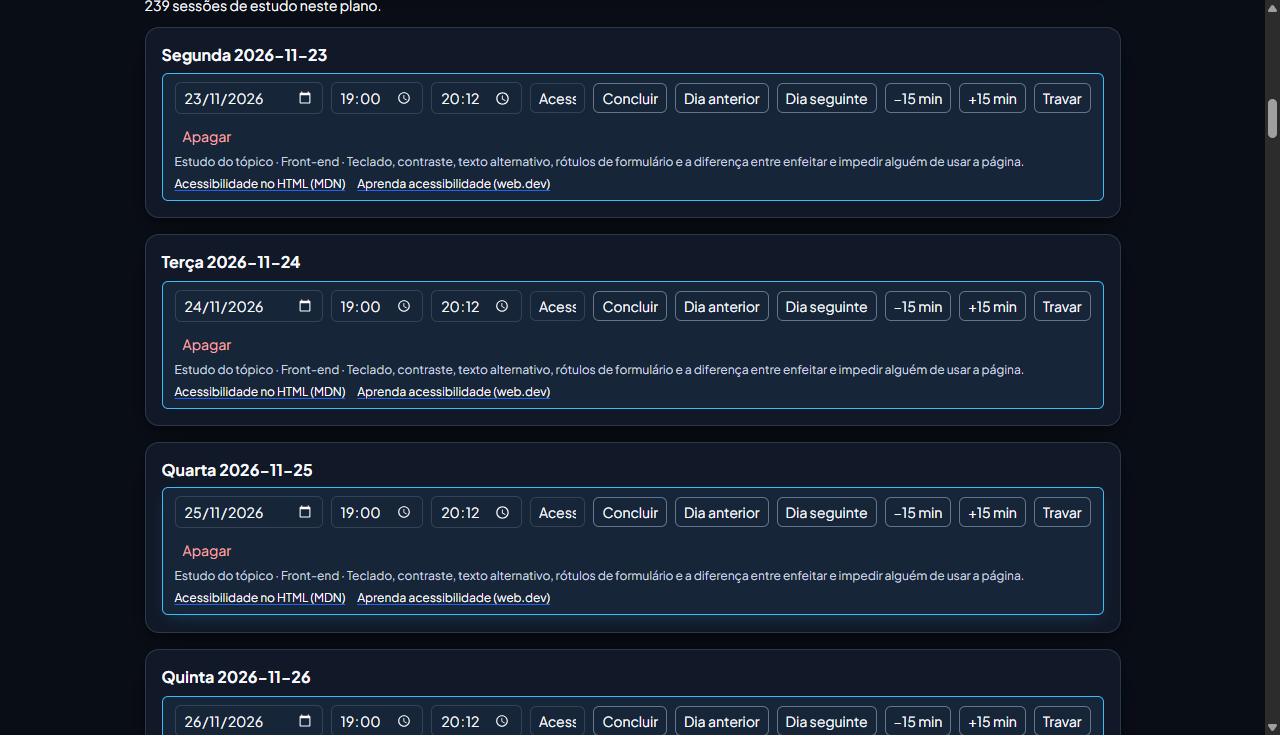 239 sessões de estudo neste plano.
Segunda 2026-11-23
23/11/2026 19:00 20:12 Acess Concluir Dia anterior Dia seguinte −15 min +15 min Travar
Apagar
Estudo do tópico · Front-end · Teclado, contraste, texto alternativo, rótulos de formulário e a diferença entre enfeitar e impedir alguém de usar a página.
Acessibilidade no HTML (MDN) Aprenda acessibilidade (web.dev)
Terça 2026-11-24
24/11/2026 19:00 20:12 Acess Concluir Dia anterior Dia seguinte −15 min +15 min Travar
Apagar
Estudo do tópico · Front-end · Teclado, contraste, texto alternativo, rótulos de formulário e a diferença entre enfeitar e impedir alguém de usar a página.
Acessibilidade no HTML (MDN) Aprenda acessibilidade (web.dev)
Quarta 2026-11-25
25/11/2026 19:00 20:12 Acess Concluir Dia anterior Dia seguinte −15 min +15 min Travar
Apagar
Estudo do tópico · Front-end · Teclado, contraste, texto alternativo, rótulos de formulário e a diferença entre enfeitar e impedir alguém de usar a página.
Acessibilidade no HTML (MDN) Aprenda acessibilidade (web.dev)
Quinta 2026-11-26
26/11/2026 19:00 20:12 Acess Concluir Dia anterior Dia seguinte −15 min +15 min Travar